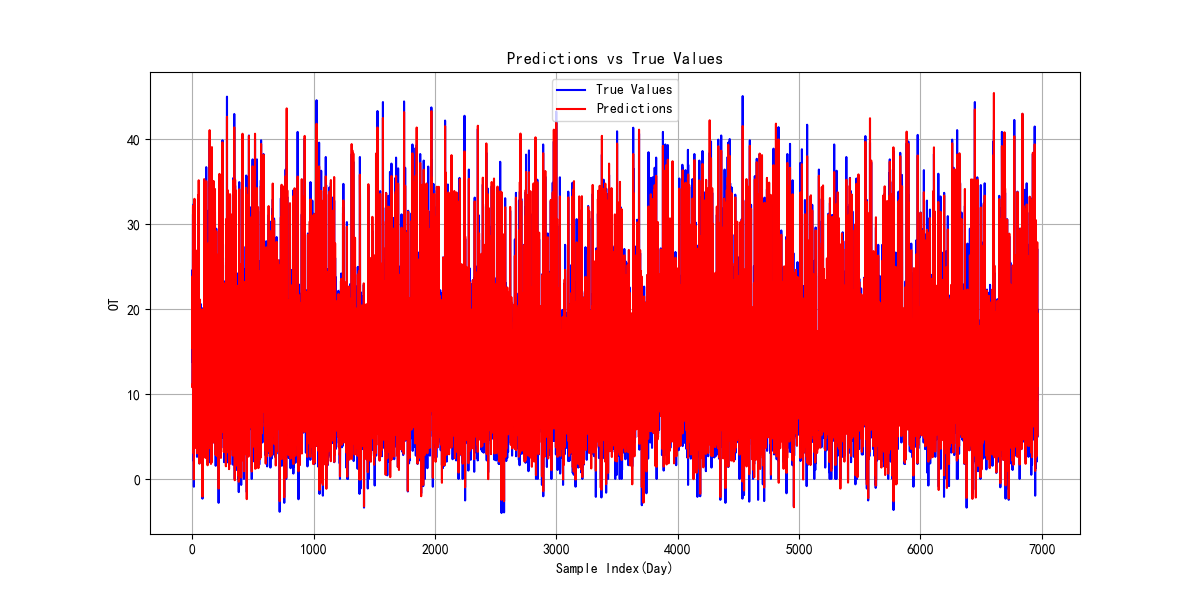 Predictions vs True Values
True Values
Predictions
OT
40
30
20
10
0
0 1000 2000 3000 4000 5000 6000 7000
Sample Index(Day)